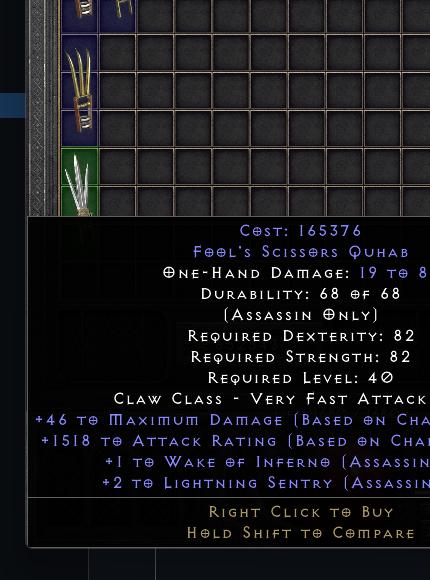 Cost: 165376
Fool's Scissors Quhab
One-Hand Damage: 19 to 8
Durability: 68 of 68
(Assassin Only)
Required Dexterity: 82
Required Strength: 82
Required Level: 40
Claw Class - Very Fast Attack
+46 to Maximum Damage (Based on Cha
+1518 to Attack Rating (Based on Cha
+1 to Wake of Inferno (Assassin
+2 to Lightning Sentry (Assassin
Right Click to Buy
Hold Shift to Compare